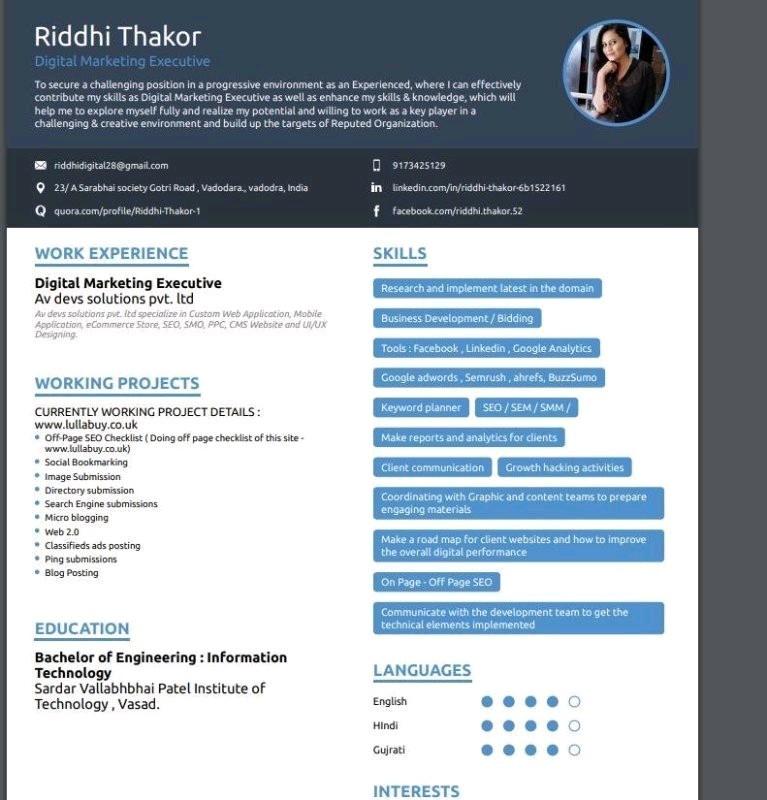 Riddhi Thakor
Digital Marketing Executive
To secure a challenging position in a progressive environment as an Experienced, where I can effectively
contribute my skills as Digital Marketing Executive as well as enhance my skills & knowledge, which will
help me to explore myself fully and realize my potential and willing to work as a key player in a
challenging & creative environment and build up the targets of Reputed Organization.
riddhidigital28@gmail.com
9173425129
23/ A Sarabhai society Gotri Road , Vadodara., vadodra, India
linkedin.com/in/riddhi-thakor-6b1522161
quora.com/profile/Riddhi-Thakor-1
facebook.com/riddhi.thakor.52
WORK EXPERIENCE
Digital Marketing Executive
Av devs solutions pvt. ltd
Av devs solutions pvt. ltd specialize in Custom Web Application, Mobile
Application, eCommerce Store, SEO, SMO, PPC, CMS Website and UI/UX
Designing.
WORKING PROJECTS
CURRENTLY WORKING PROJECT DETAILS :
www.lullabuy.co.uk
Off-Page SEO Checklist ( Doing off page checklist of this site -
www.lullabuy.co.uk)
Social Bookmarking
Image Submission
Directory submission
Search Engine submissions
Micro blogging
Web 2.0
Classifieds ads posting
Ping submissions
Blog Posting
EDUCATION
Bachelor of Engineering : Information
Technology
Sardar Vallabhbhai Patel Institute of
Technology , Vasad.
SKILLS
Research and implement latest in the domain
Business Development / Bidding
Tools : Facebook , Linkedin , Google Analytics
Google adwords , Semrush , ahrefs, BuzzSumo
Keyword planner
SEO / SEM / SMM /
Make reports and analytics for clients
Client communication
Growth hacking activities
Coordinating with Graphic and content teams to prepare
engaging materials
Make a road map for client websites and how to improve
the overall digital performance
On Page - Off Page SEO
Communicate with the development team to get the
technical elements implemented
LANGUAGES
English
HIndi
Gujrati
INTERESTS